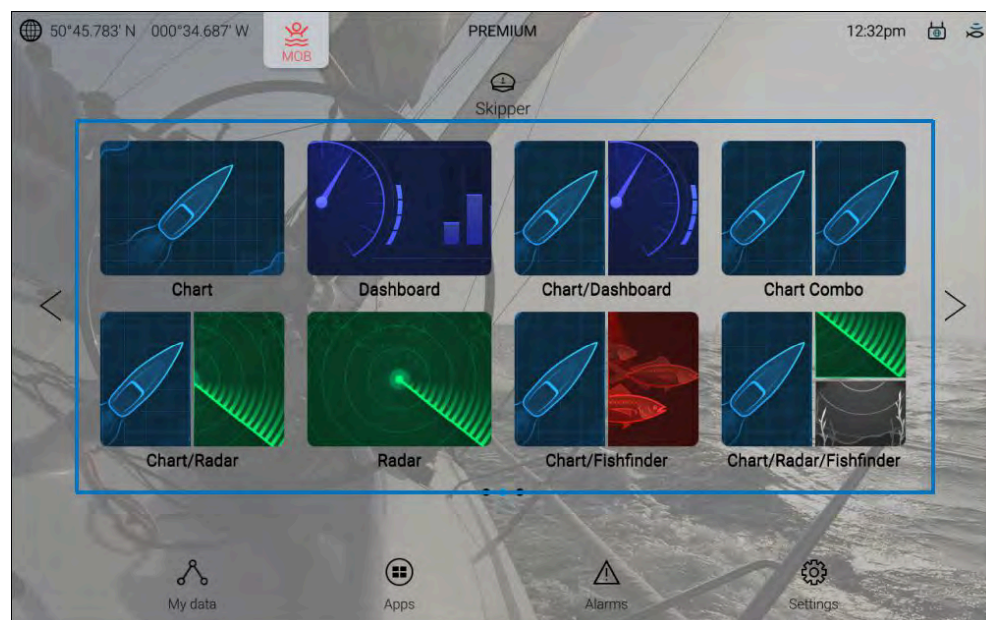 50°45.783' N 000°34.687' W
MOB
PREMIUM
12:32pm
Skipper
Chart
Dashboard
Chart/Dashboard
Chart Combo
Chart/Radar
Radar
Chart/Fishfinder
Chart/Radar/Fishfinder
My data
Apps
Alarms
Settings